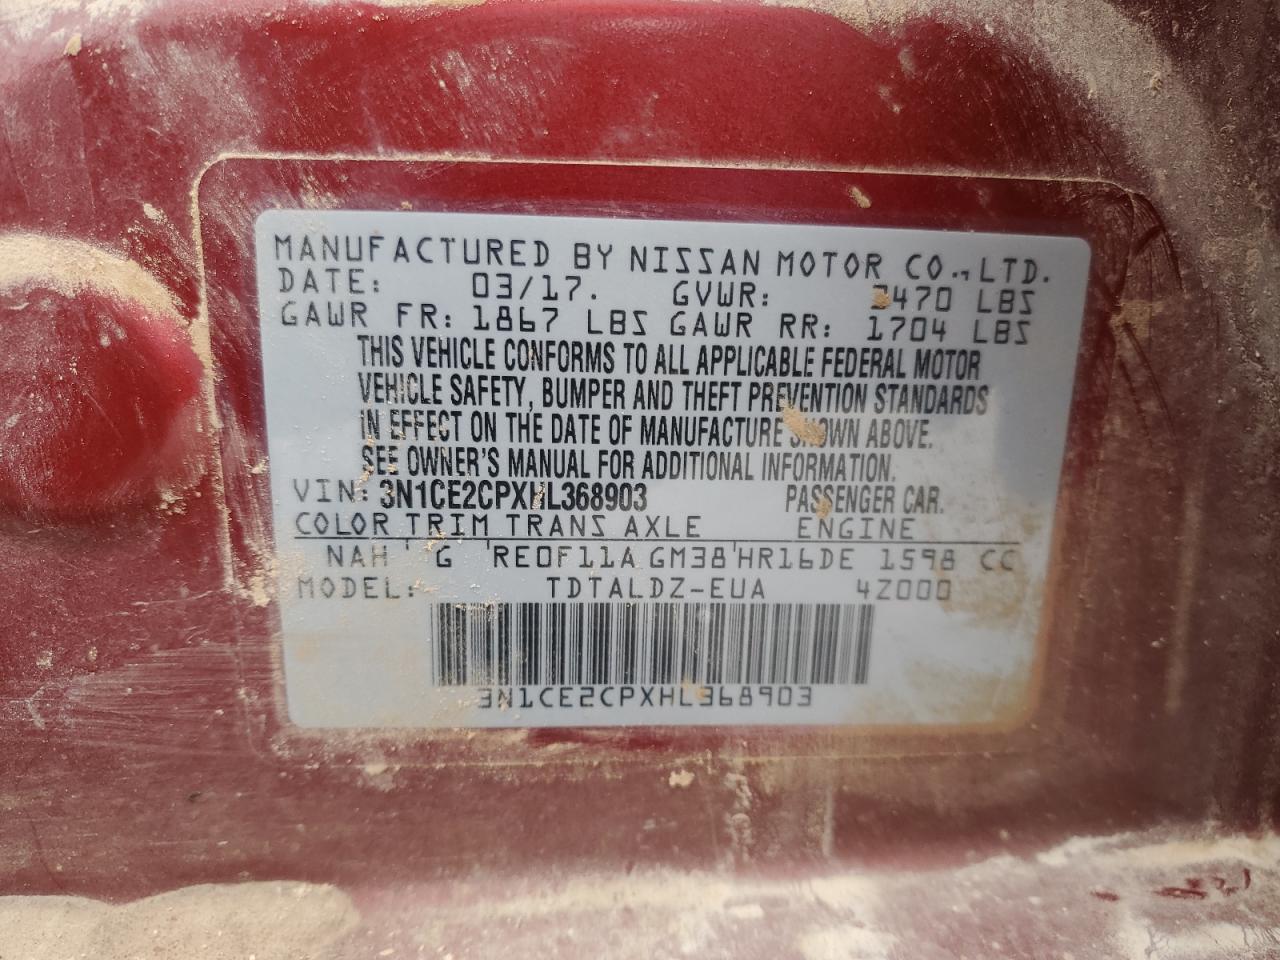 MANUFACTURED BY NISSAN MOTOR CO., LTD.
DATE: 03/17. GVWR: 3470 LBS
GAWR FR: 1867 LBS GAWR RR: 1704 LBS
THIS VEHICLE CONFORMS TO ALL APPLICABLE FEDERAL MOTOR
VEHICLE SAFETY, BUMPER AND THEFT PREVENTION STANDARDS
IN EFFECT ON THE DATE OF MANUFACTURE SHOWN ABOVE.
SEE OWNER'S MANUAL FOR ADDITIONAL INFORMATION.
VIN: 3N1CE2CPXHL368903 PASSENGER CAR.
COLOR TRIM TRANS AXLE ENGINE
NAH G RE0F11A GM38 HR16DE 1598 CC
MODEL: TDTALDZ-EUA 4Z000
3N1CE2CPXHL368903